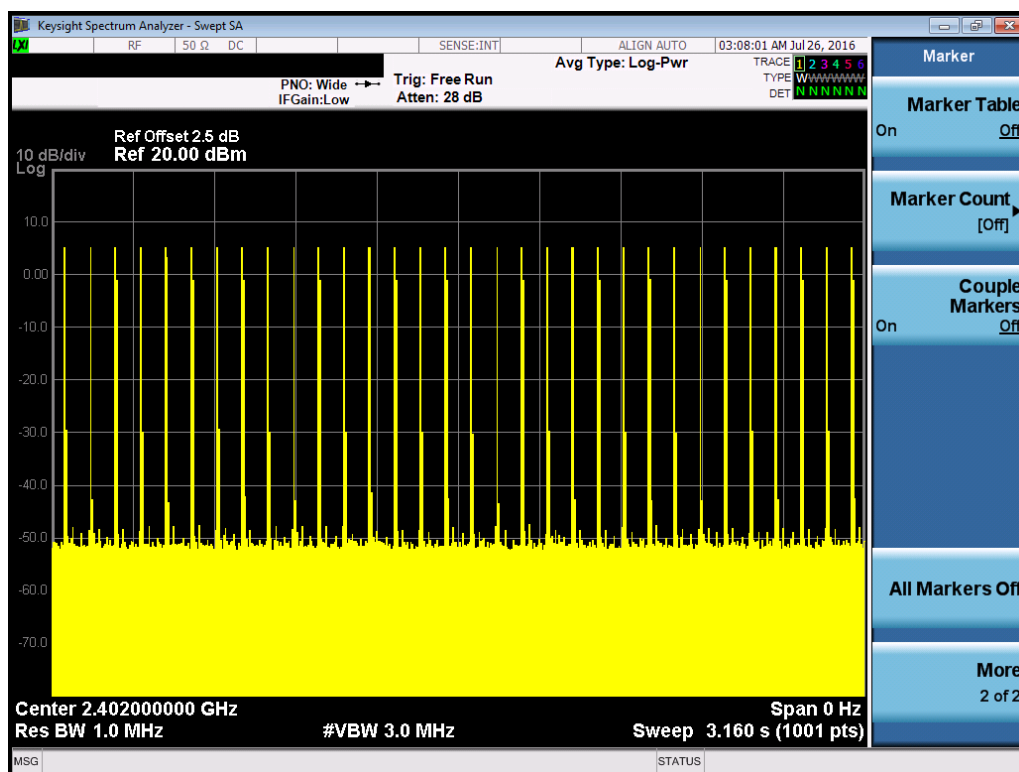 Keysight Spectrum Analyzer - Swept SA
LXI RF 50 Ω DC SENSE:INT ALIGN AUTO 03:08:01 AM Jul 26, 2016
PNO: Wide
IFGain:Low
Trig: Free Run
Atten: 28 dB
Avg Type: Log-Pwr
TRACE 1 2 3 4 5 6
TYPE WWWWWW
DET N N N N N N
Ref Offset 2.5 dB
10 dB/div Ref 20.00 dBm
Log
10.0
0.00
-10.0
-20.0
-30.0
-40.0
-50.0
-60.0
-70.0
Center 2.402000000 GHz Span 0 Hz
Res BW 1.0 MHz #VBW 3.0 MHz Sweep 3.160 s (1001 pts)
MSG STATUS
Marker
Marker Table
On Off
Marker Count
[Off]
Couple
Markers
On Off
All Markers Off
More
2 of 2